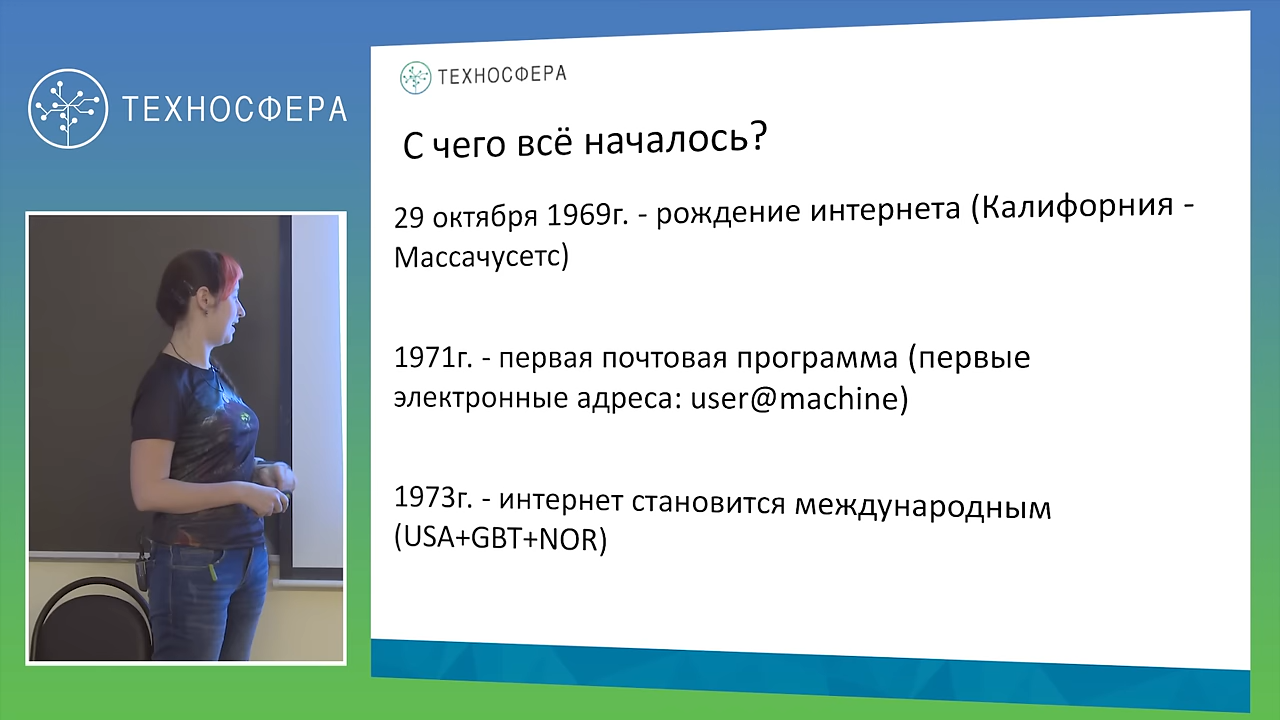 ТЕХНОСФЕРА
ТЕХНОСФЕРА
С чего всё началось?
29 октября 1969г. - рождение интернета (Калифорния -
Массачусетс)
1971г. - первая почтовая программа (первые
электронные адреса: user@machine)
1973г. - интернет становится международным
(USA+GBT+NOR)